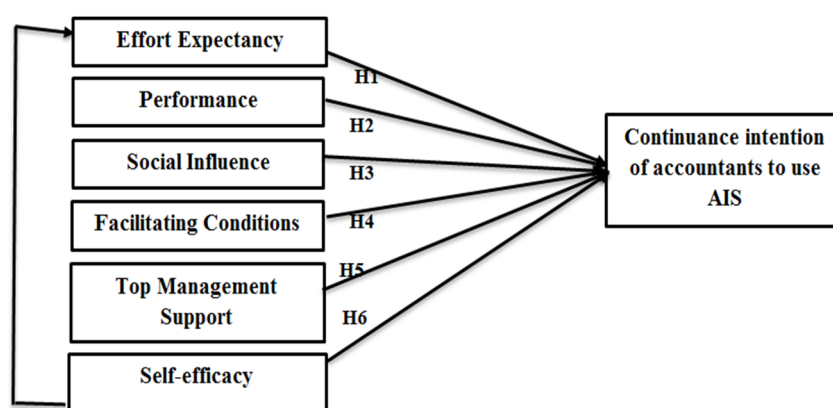 Effort Expectancy
H1
Performance
H2
Social Influence
H3
Facilitating Conditions
H4
Top Management
Support
H5
H6
Self-efficacy
Continuance intention
of accountants to use
AIS